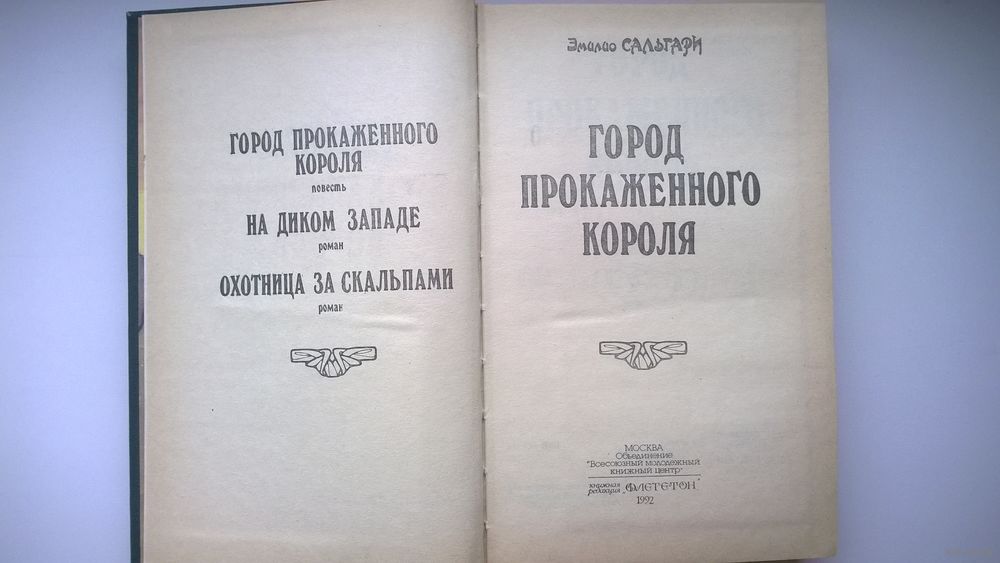 ГОРОД ПРОКАЖЕННОГО
КОРОЛЯ
повесть
НА ДИКОМ ЗАПАДЕ
роман
ОХОТНИЦА ЗА СКАЛЬПАМИ
роман
Эмилио САЛЬГАРИ
ГОРОД
ПРОКАЖЕННОГО
КОРОЛЯ
МОСКВА
Объединение
"Всесоюзный молодежный
книжный центр"
книжная
редакция „ФЛЕГЕТОН"
1992